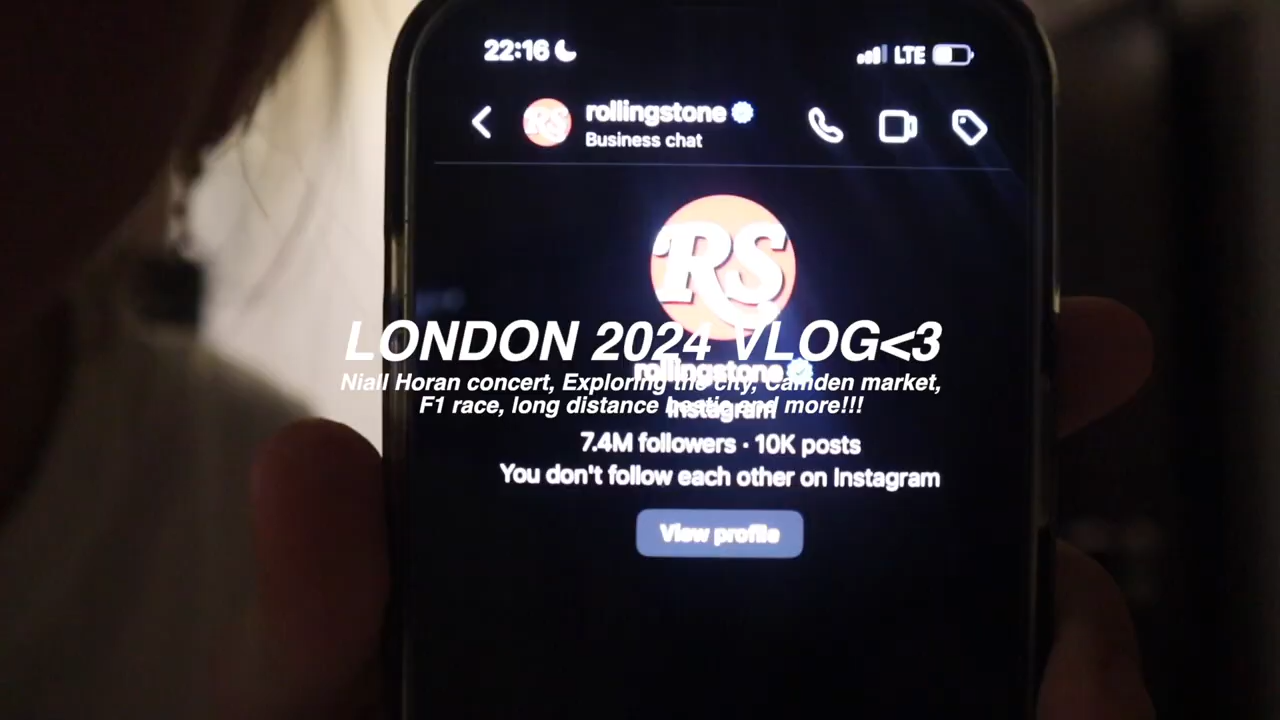 22:16 LTE
RS rollingstone
Business chat
RS
LONDON 2024 VLOG<3
rollingstone
Niall Horan concert, Exploring the city, Camden market,
F1 race, long distance bestie and more!!!
Instagram
7.4M followers · 10K posts
You don't follow each other on Instagram
View profile